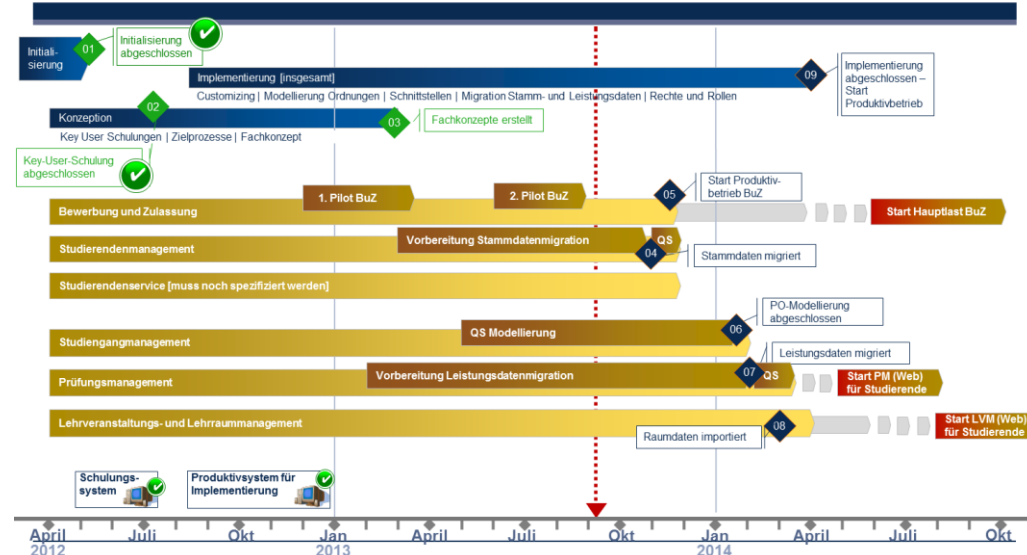 Initiali-
sierung
01
Initialisierung
abgeschlossen
Implementierung [insgesamt]
09
Implementierung
abgeschlossen –
Start
Produktivbetrieb
Customizing | Modellierung Ordnungen | Schnittstellen | Migration Stamm- und Leistungsdaten | Rechte und Rollen
02
Konzeption
03
Fachkonzepte erstellt
Key User Schulungen | Zielprozesse | Fachkonzept
Key-User-Schulung
abgeschlossen
1. Pilot BuZ
2. Pilot BuZ
05
Start Produktiv-
betrieb BuZ
Bewerbung und Zulassung
Start Hauptlast BuZ
Vorbereitung Stammdatenmigration
QS
Studierendenmanagement
04
Stammdaten migriert
Studierendenservice [muss noch spezifiziert werden]
PO-Modellierung
abgeschlossen
QS Modellierung
06
Studiengangmanagement
Leistungsdaten migriert
Vorbereitung Leistungsdatenmigration
07
QS
Prüfungsmanagement
Start PM (Web)
für Studierende
Lehrveranstaltungs- und Lehrraummanagement
08
Start LVM (Web)
für Studierende
Raumdaten importiert
Schulungs-
system
Produktivsystem für
Implementierung
April
Juli
Okt
Jan
April
Juli
Okt
Jan
April
Juli
Okt
2012
2013
2014